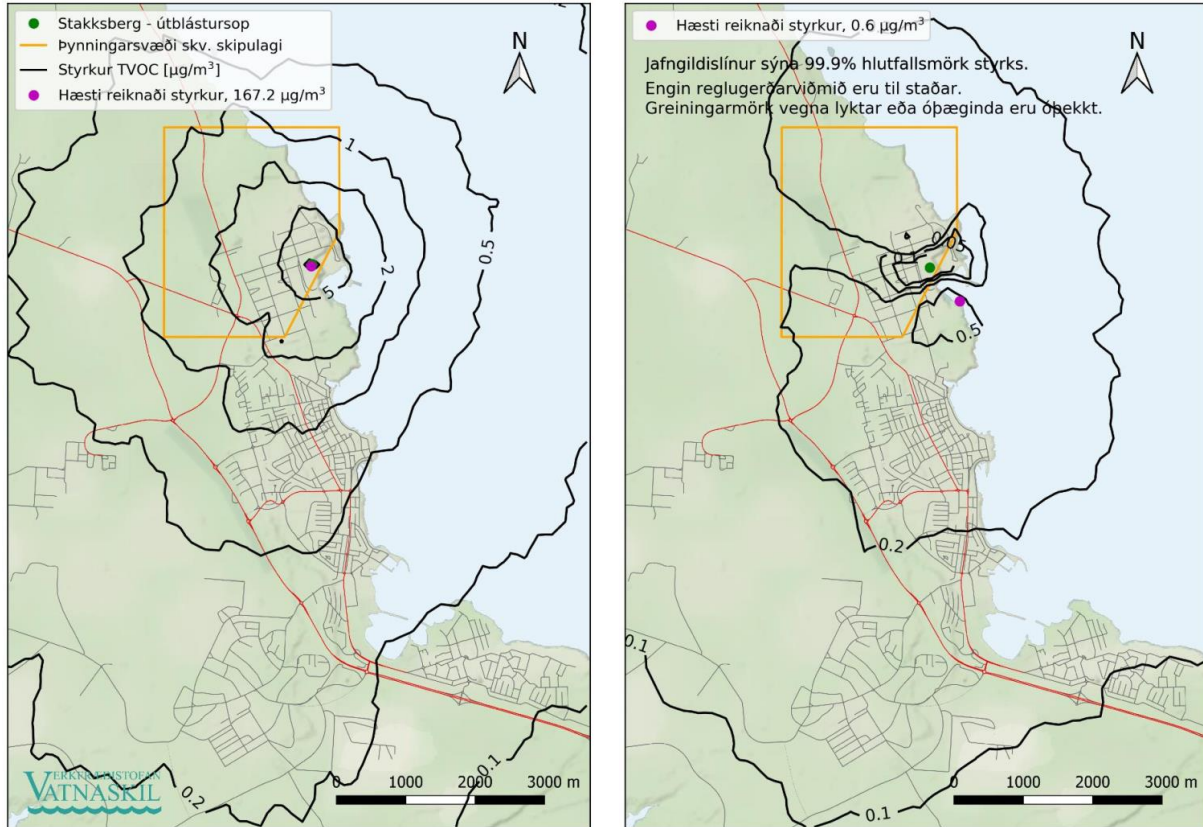 Stakksberg - útblástursop
Þynningarsvæði skv. skipulagi
Styrkur TVOC [µg/m³]
Hæsti reiknaði styrkur, 167.2 µg/m³
N
1
2
5
0.5
0.2
0.1
VERKFRÆÐISTOFAN
VATNASKIL
0 1000 2000 3000 m
Hæsti reiknaði styrkur, 0.6 µg/m³
Jafngildislínur sýna 99.9% hlutfallsmörk styrks.
Engin reglugerðarviðmið eru til staðar.
Greiningarmörk vegna lyktar eða óþæginda eru óþekkt.
N
0.05
0.5
0.2
0.1
0.1
0 1000 2000 3000 m